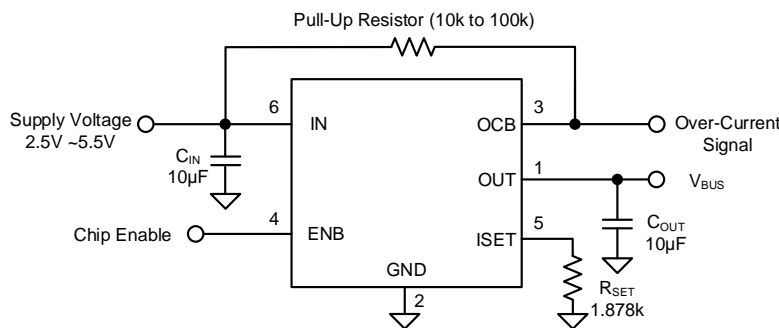 Pull-Up Resistor (10k to 100k)
6
3
Supply Voltage
2.5V ~5.5V
IN
OCB
Over-Current
Signal
CIN
10µF
1
OUT
VBUS
4
5
Chip Enable
ENB
ISET
COUT
10µF
GND
2
RSET
1.878k